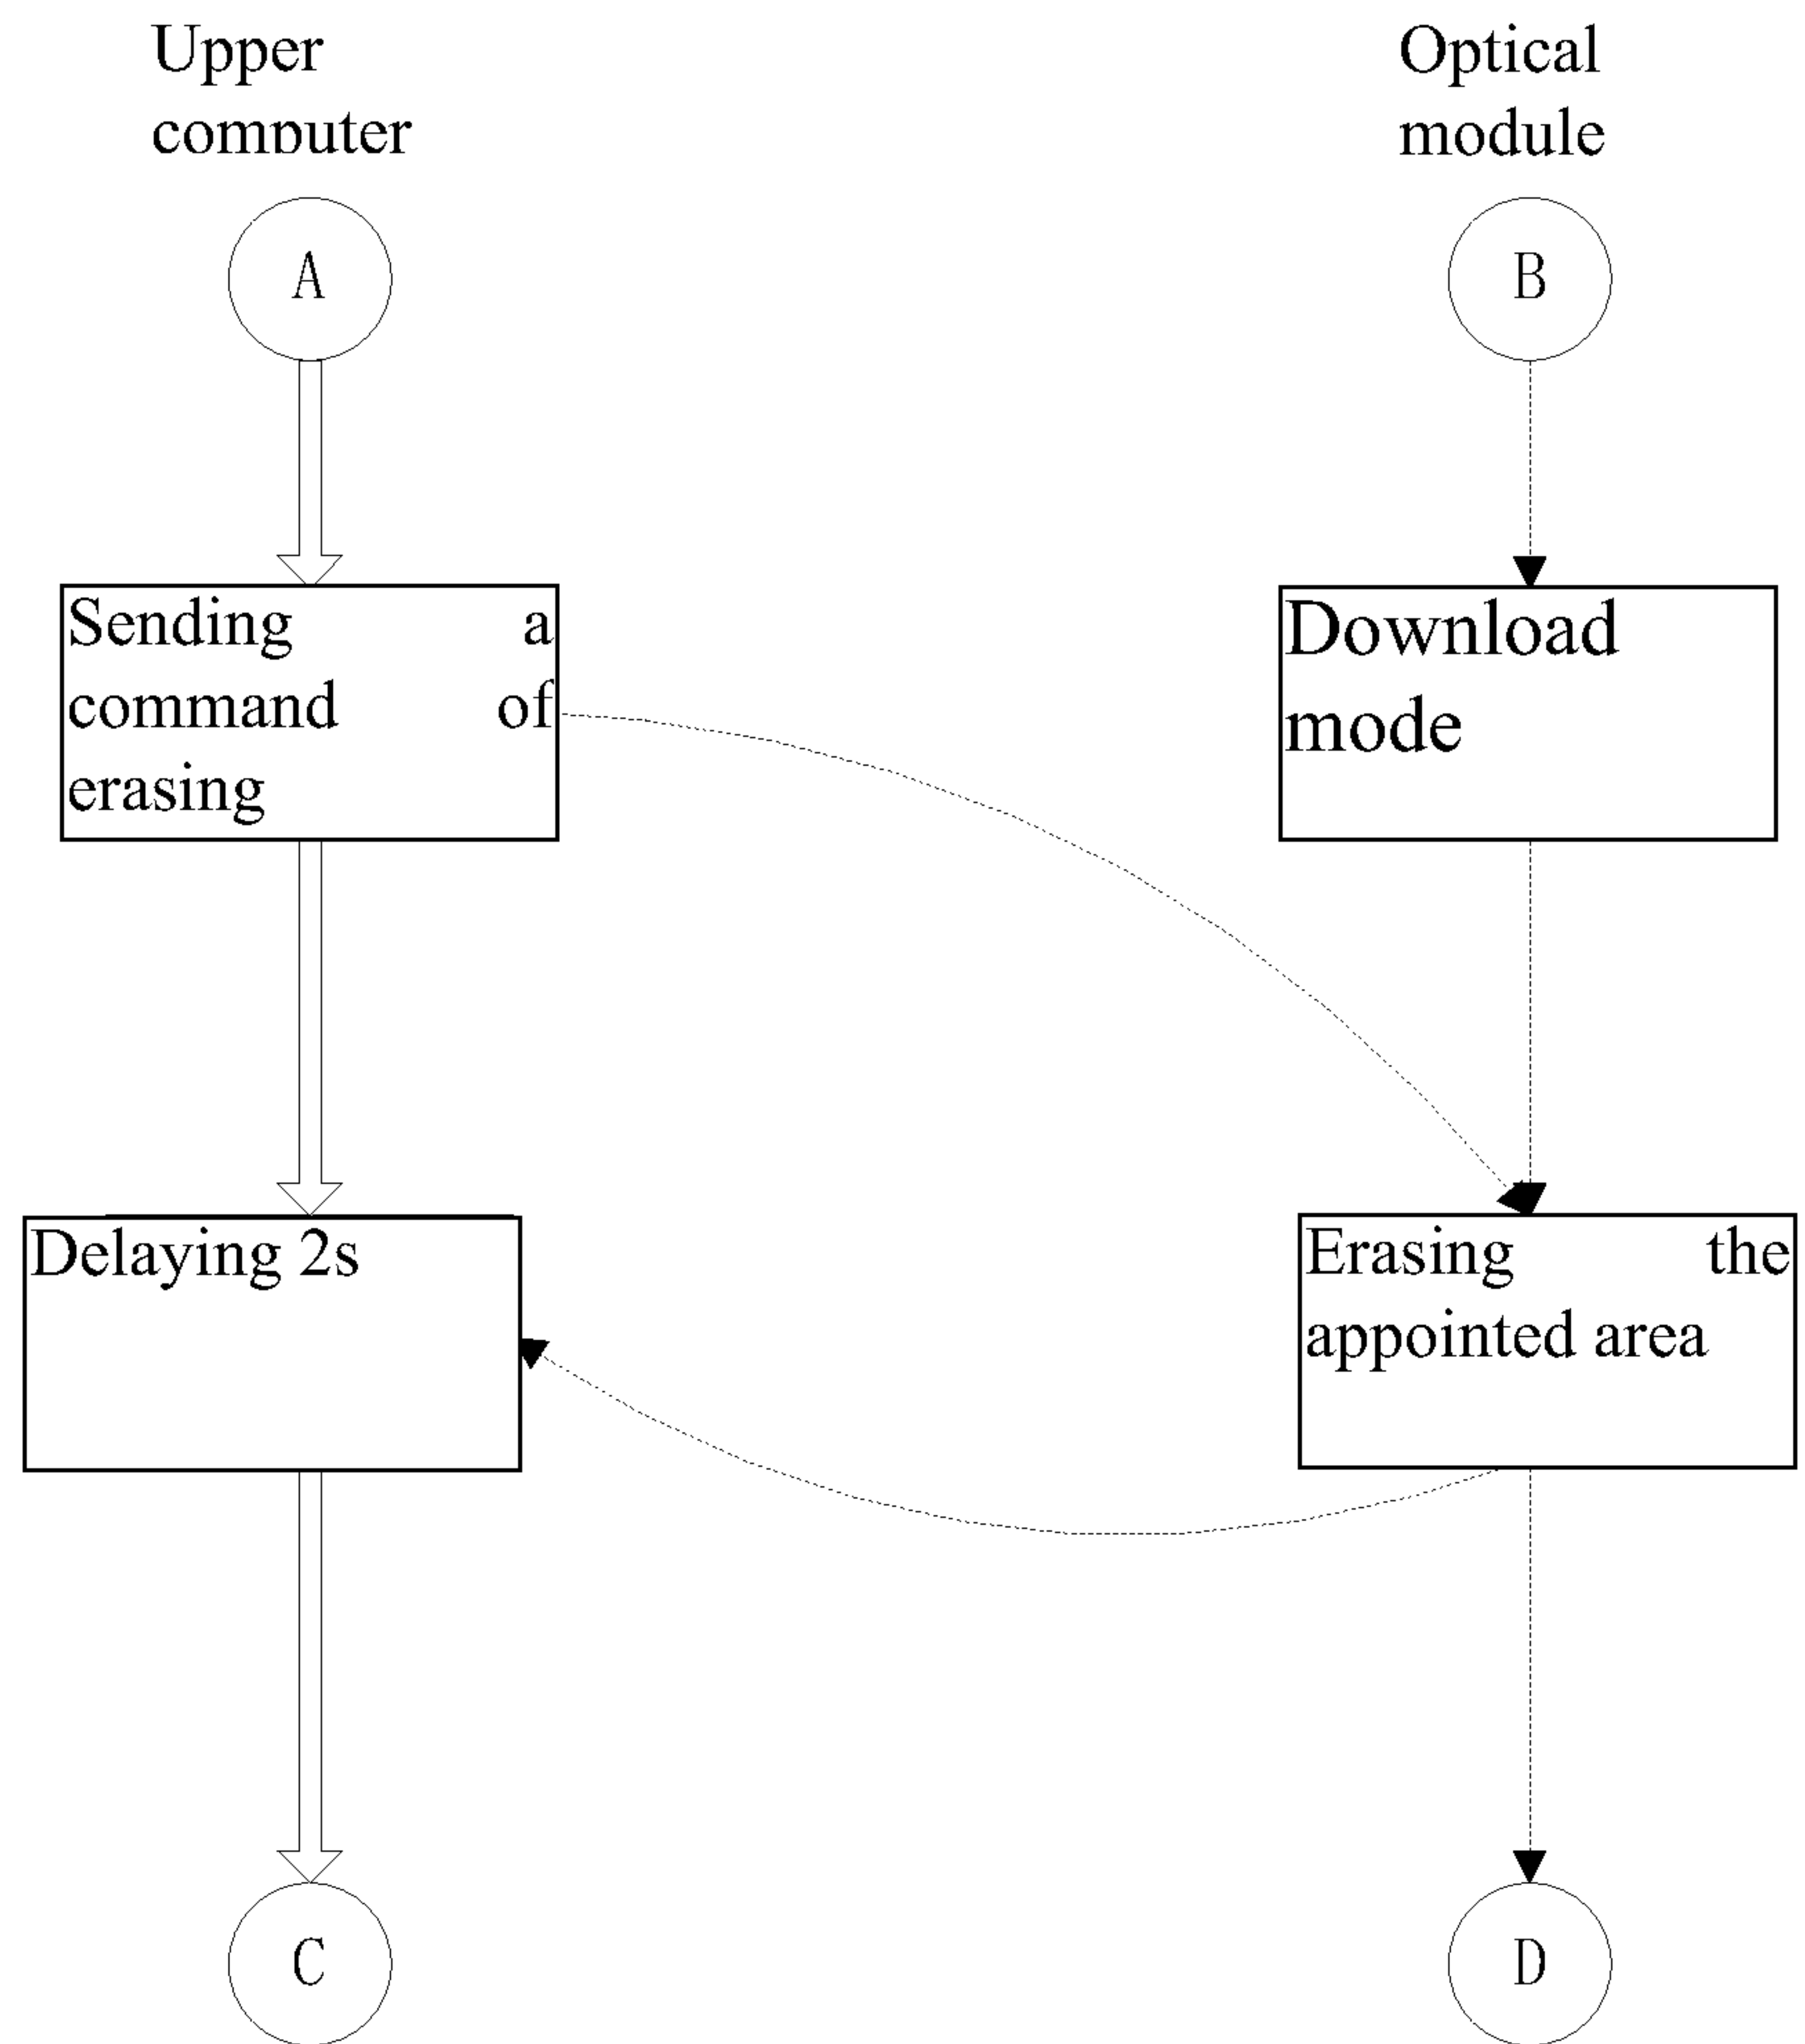 Upper
computer
Optical
module
A
B
Sending a
command of
erasing
Download
mode
Delaying 2s
Erasing the
appointed area
C
D